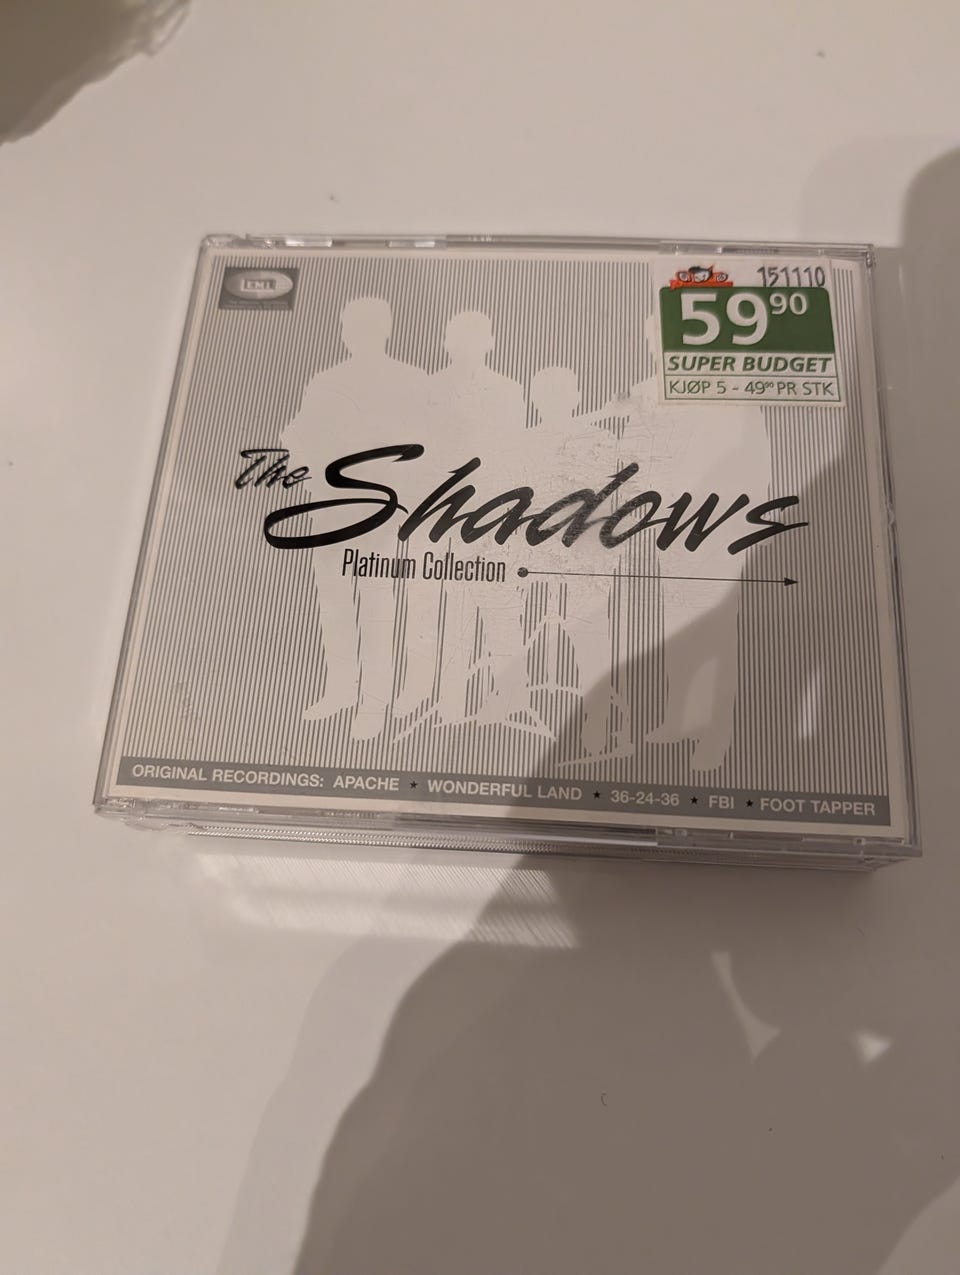 EMI
151110
59⁹⁰
SUPER BUDGET
KJØP 5 - 49⁹⁰ PR STK
The Shadows
Platinum Collection
ORIGINAL RECORDINGS: APACHE ★ WONDERFUL LAND ★ 36-24-36 ★ FBI ★ FOOT TAPPER